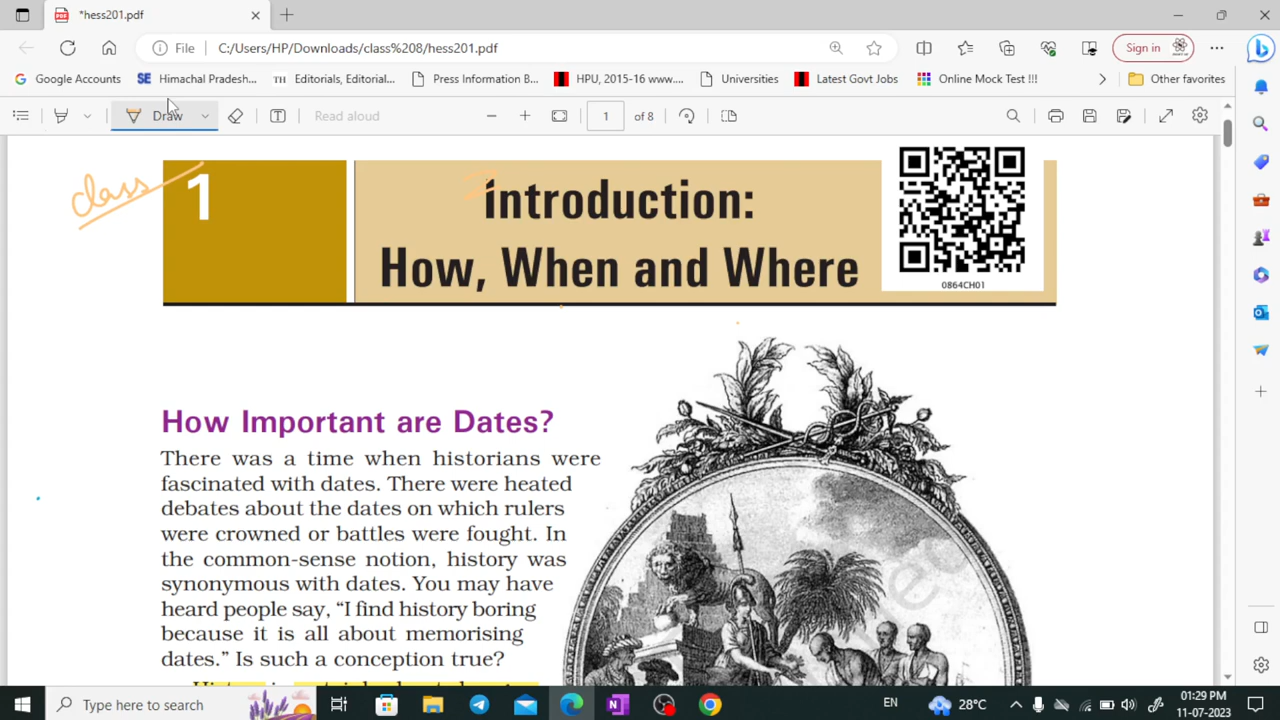 *hess201.pdf
File C:/Users/HP/Downloads/class%208/hess201.pdf Sign in
Google Accounts Himachal Pradesh... Editorials, Editorial... Press Information B... HPU, 2015-16 www.... Universities Latest Govt Jobs Online Mock Test !!! Other favorites
Draw Read aloud 1 of 8
class
1
Introduction:
How, When and Where
0864CH01
How Important are Dates?
There was a time when historians were
fascinated with dates. There were heated
debates about the dates on which rulers
were crowned or battles were fought. In
the common-sense notion, history was
synonymous with dates. You may have
heard people say, “I find history boring
because it is all about memorising
dates.” Is such a conception true?
Type here to search EN 28°C 01:29 PM
11-07-2023